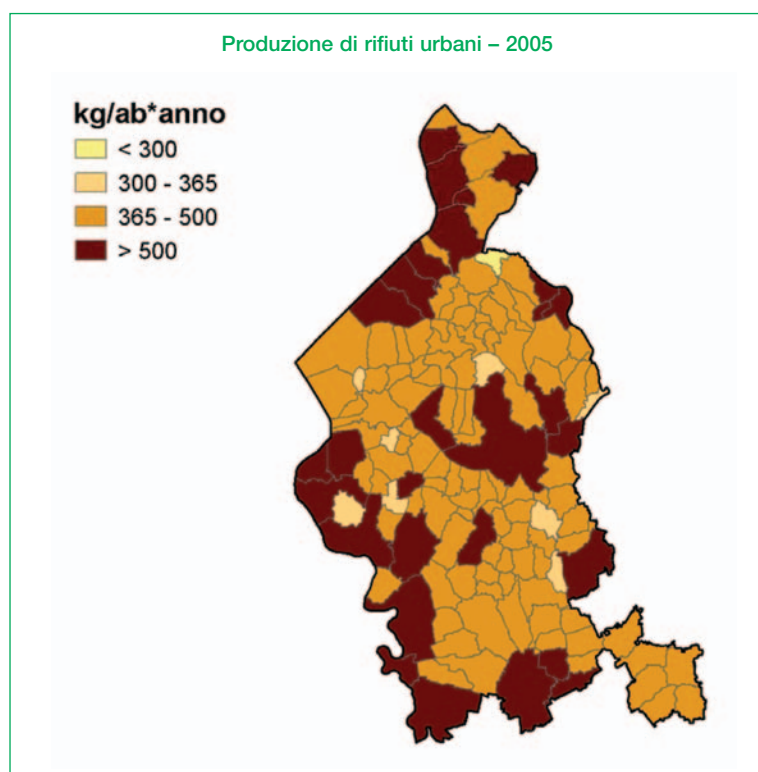 Produzione di rifiuti urbani – 2005
kg/ab*anno
< 300
300 - 365
365 - 500
> 500